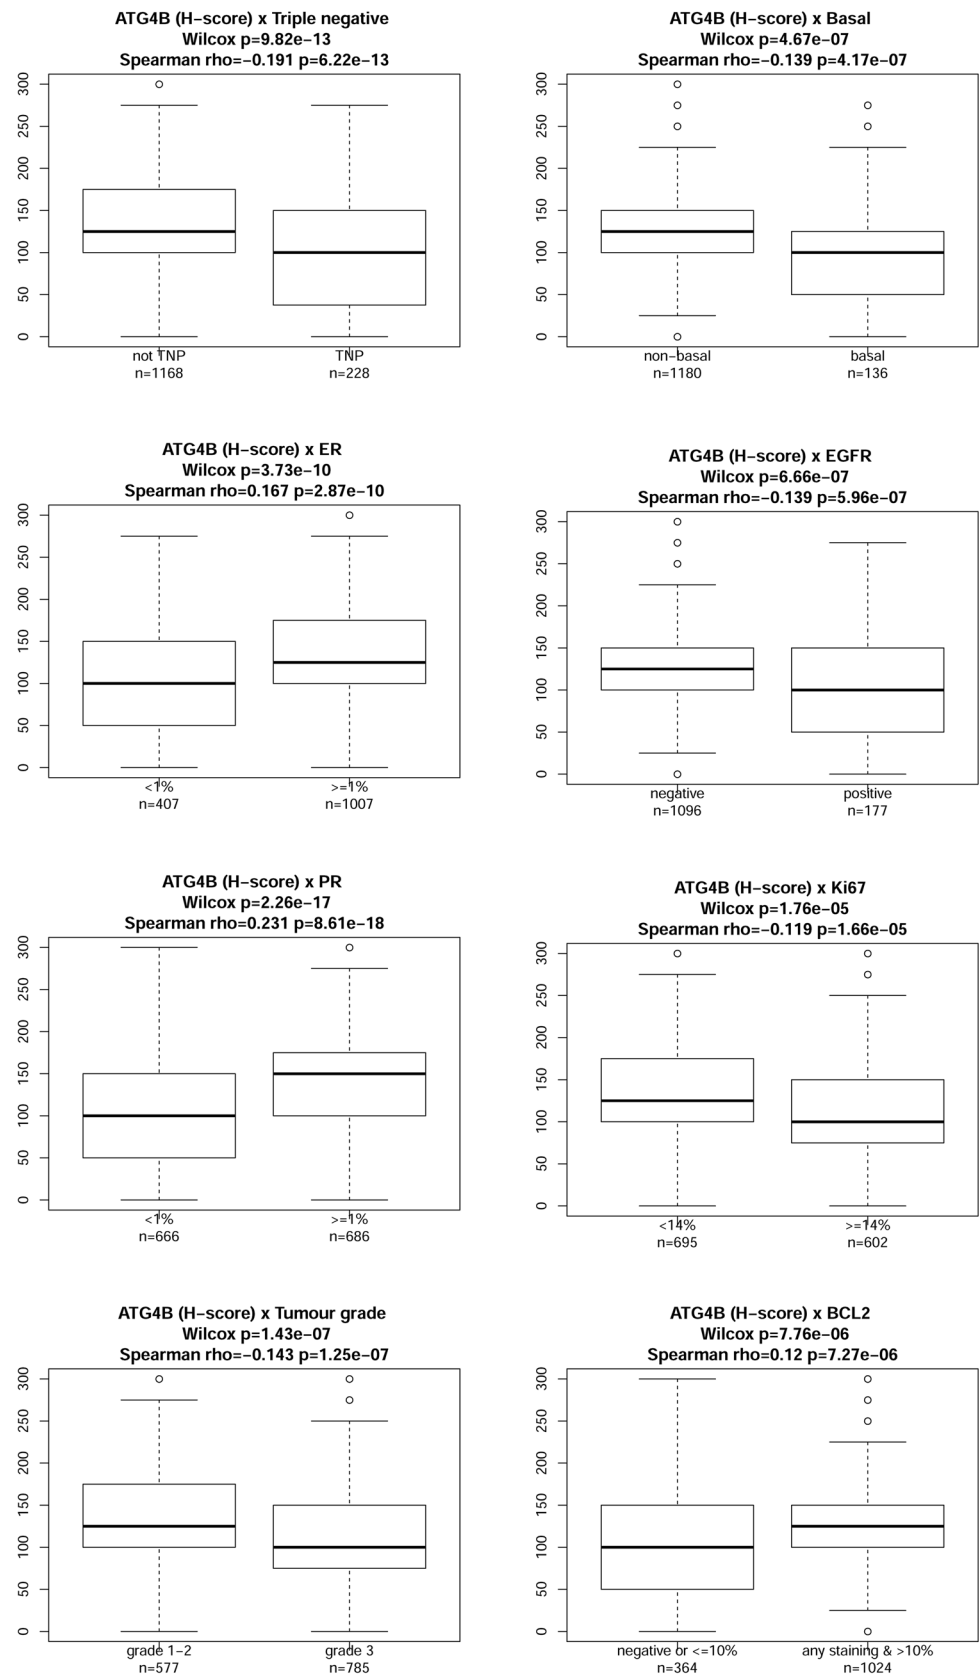 ATG4B (H−score) x Triple negative
Wilcox p=9.82e−13
Spearman rho=−0.191 p=6.22e−13
300
250
200
150
100
50
0
not TNP
n=1168
TNP
n=228
ATG4B (H−score) x Basal
Wilcox p=4.67e−07
Spearman rho=−0.139 p=4.17e−07
300
250
200
150
100
50
0
non−basal
n=1180
basal
n=136
ATG4B (H−score) x ER
Wilcox p=3.73e−10
Spearman rho=0.167 p=2.87e−10
300
250
200
150
100
50
0
<1%
n=407
>=1%
n=1007
ATG4B (H−score) x EGFR
Wilcox p=6.66e−07
Spearman rho=−0.139 p=5.96e−07
300
250
200
150
100
50
0
negative
n=1096
positive
n=177
ATG4B (H−score) x PR
Wilcox p=2.26e−17
Spearman rho=0.231 p=8.61e−18
300
250
200
150
100
50
0
<1%
n=666
>=1%
n=686
ATG4B (H−score) x Ki67
Wilcox p=1.76e−05
Spearman rho=−0.119 p=1.66e−05
300
250
200
150
100
50
0
<14%
n=695
>=14%
n=602
ATG4B (H−score) x Tumour grade
Wilcox p=1.43e−07
Spearman rho=−0.143 p=1.25e−07
300
250
200
150
100
50
0
grade 1−2
n=577
grade 3
n=785
ATG4B (H−score) x BCL2
Wilcox p=7.76e−06
Spearman rho=0.12 p=7.27e−06
300
250
200
150
100
50
0
negative or <=10%
n=364
any staining & >10%
n=1024